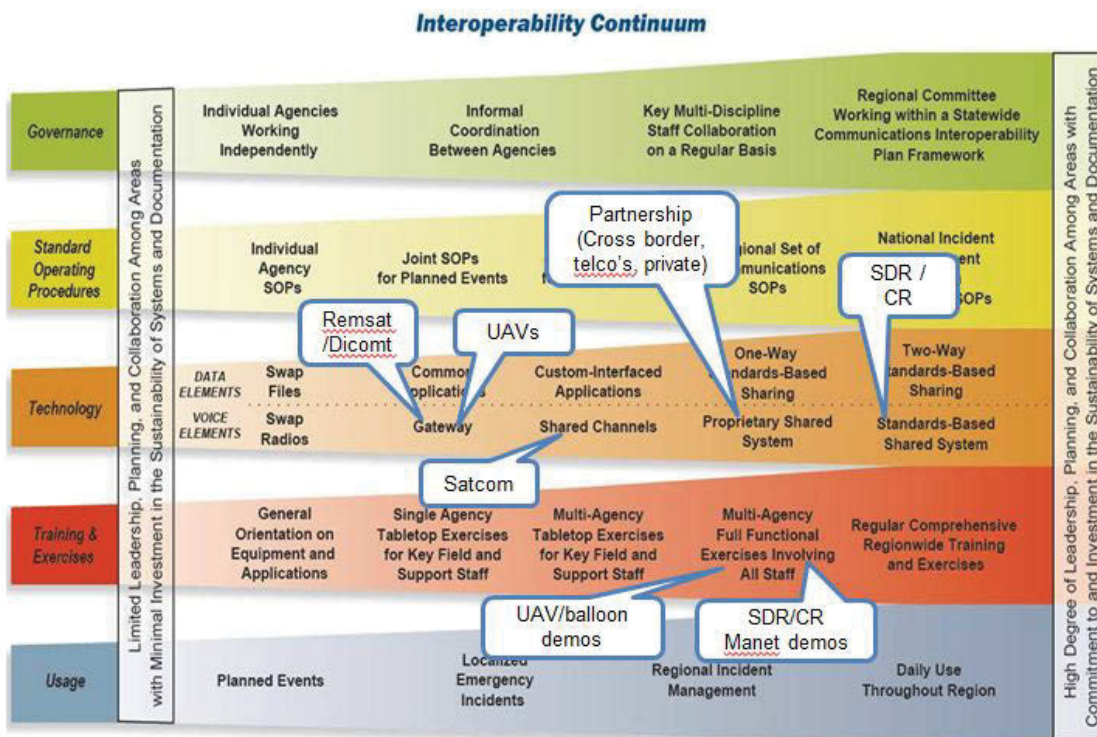 Interoperability Continuum
Limited Leadership, Planning, and Collaboration Among Areas
with Minimal Investment in the Sustainability of Systems and Documentation
High Degree of Leadership, Planning, and Collaboration Among Areas with
Commitment to and Investment in the Sustainability of Systems and Documentation
Governance
Individual Agencies
Working
Independently
Informal
Coordination
Between Agencies
Key Multi-Discipline
Staff Collaboration
on a Regular Basis
Regional Committee
Working within a Statewide
Communications Interoperability
Plan Framework
Standard
Operating
Procedures
Individual
Agency
SOPs
Joint SOPs
for Planned Events
Partnership
(Cross border,
telco's, private)
Set of
SOPs
National Incident
SOPs
SDR /
CR
Remsat
/Dicomt
UAVs
Technology
DATA
ELEMENTS
Swap
Files
Common
Custom-Interfaced
Applications
One-Way
Standards-Based
Sharing
Two-Way
Standards-Based
Sharing
VOICE
ELEMENTS
Swap
Radios
Gateway
Shared Channels
Proprietary Shared
System
Standards-Based
Shared System
Satcom
Training &
Exercises
General
Orientation on
Equipment and
Applications
Single Agency
Tabletop Exercises
for Key Field and
Support Staff
Multi-Agency
Tabletop Exercises
for Key Field and
Support Staff
Multi-Agency
Full Functional
Exercises Involving
All Staff
Regular Comprehensive
Regionwide Training
and Exercises
UAV/balloon
demos
SDR/CR
Manet demos
Usage
Planned Events
Localized
Emergency
Incidents
Regional Incident
Management
Daily Use
Throughout Region